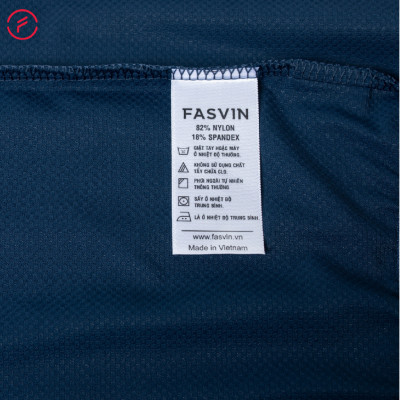 FASVIN
82% NYLON
18% SPANDEX
GIẶT TAY HOẶC MÁY
Ở NHIỆT ĐỘ THƯỜNG
KHÔNG SỬ DỤNG CHẤT
TẨY CHỨA CLO.
PHƠI NGOÀI TỰ NHIÊN
THÔNG THƯỜNG
SẤY Ở NHIỆT ĐỘ
TRUNG BÌNH.
LÀ Ở NHIỆT ĐỘ TRUNG BÌNH.
www.fasvin.vn
Made in Vietnam